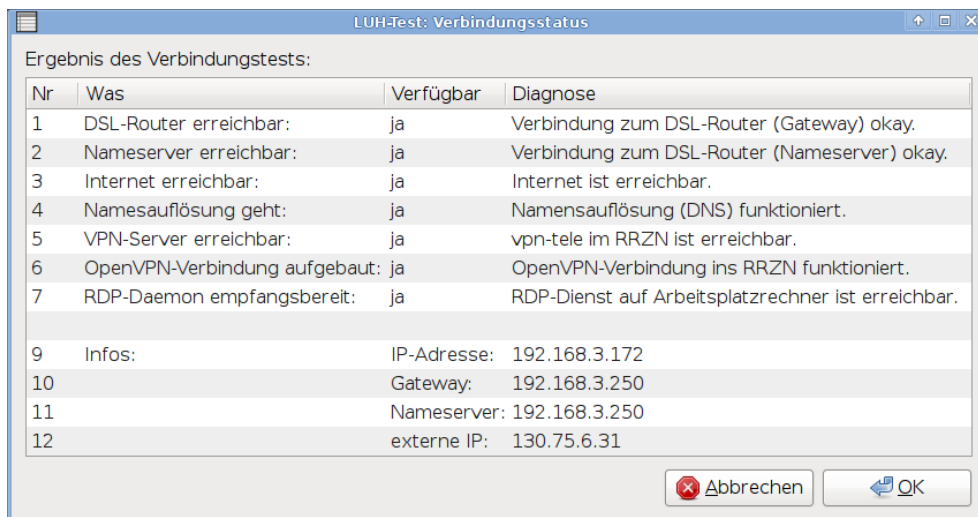 LUH-Test: Verbindungsstatus
Ergebnis des Verbindungstests:
Nr Was Verfügbar Diagnose
1 DSL-Router erreichbar: ja Verbindung zum DSL-Router (Gateway) okay.
2 Nameserver erreichbar: ja Verbindung zum DSL-Router (Nameserver) okay.
3 Internet erreichbar: ja Internet ist erreichbar.
4 Namesauflösung geht: ja Namensauflösung (DNS) funktioniert.
5 VPN-Server erreichbar: ja vpn-tele im RRZN ist erreichbar.
6 OpenVPN-Verbindung aufgebaut: ja OpenVPN-Verbindung ins RRZN funktioniert.
7 RDP-Daemon empfangsbereit: ja RDP-Dienst auf Arbeitsplatzrechner ist erreichbar.
9 Infos: IP-Adresse: 192.168.3.172
10 Gateway: 192.168.3.250
11 Nameserver: 192.168.3.250
12 externe IP: 130.75.6.31
Abbrechen OK